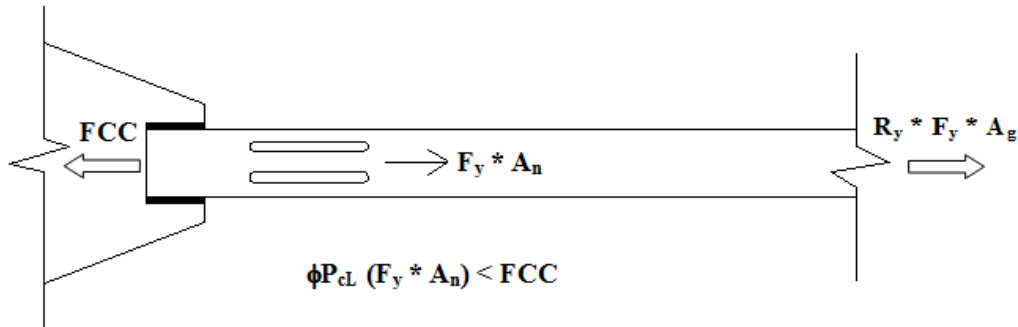 FCC
F_y * A_n
R_y * F_y * A_g
ϕP_cL (F_y * A_n) < FCC